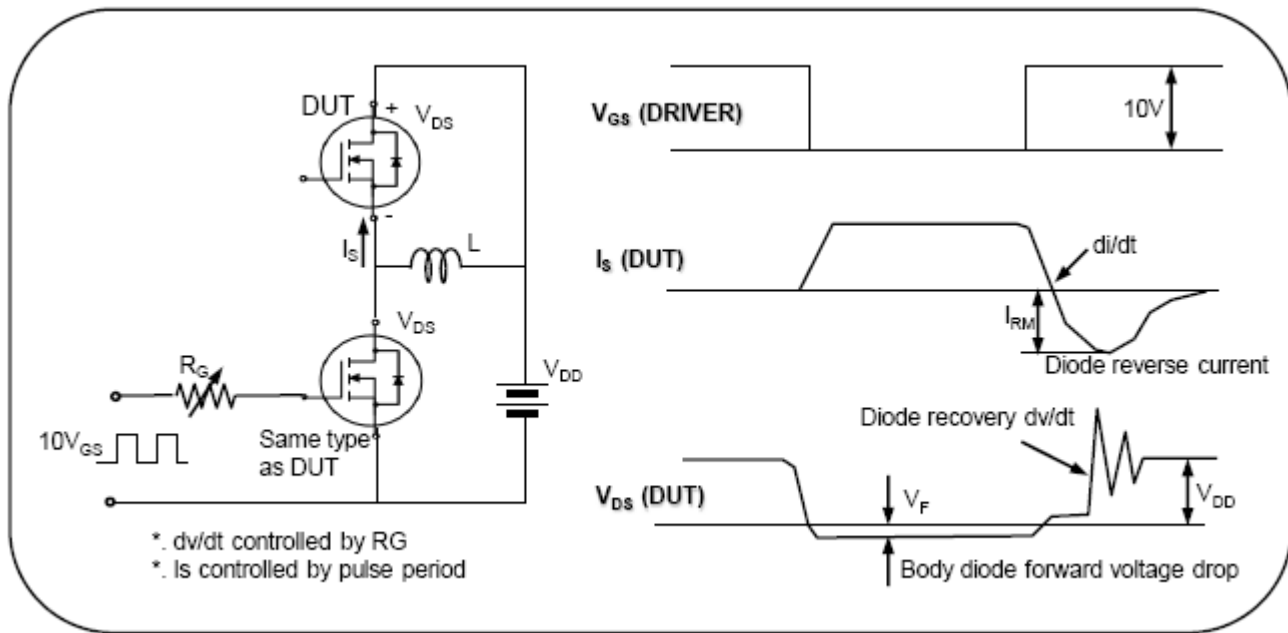 DUT
+
V_DS
-
I_S
L
V_DS
R_G
V_DD
10V_GS
Same type
as DUT
*. dv/dt controlled by RG
*. Is controlled by pulse period
V_GS (DRIVER)
10V
I_S (DUT)
di/dt
I_RM
Diode reverse current
Diode recovery dv/dt
V_DS (DUT)
V_F
V_DD
Body diode forward voltage drop